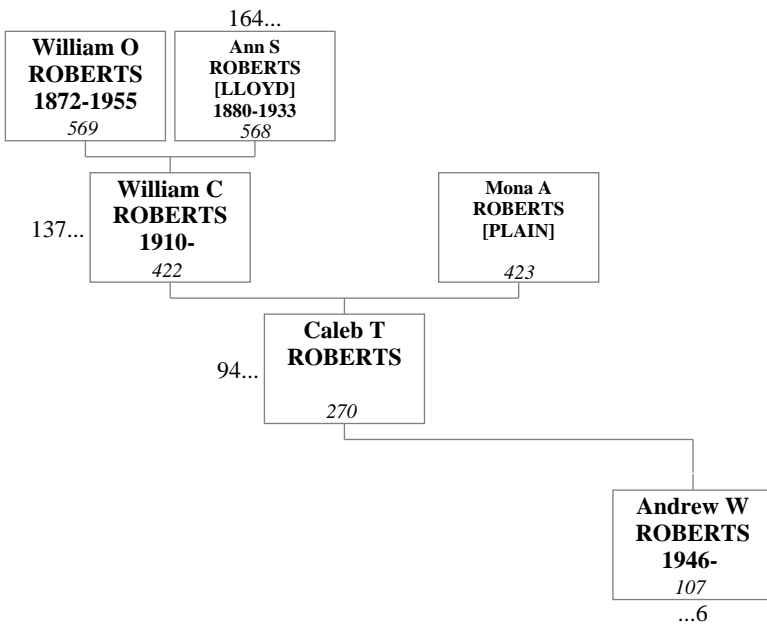 164...
William O
ROBERTS
1872-1955
569
Ann S
ROBERTS
[LLOYD]
1880-1933
568
137...
William C
ROBERTS
1910-
422
Mona A
ROBERTS
[PLAIN]
423
94...
Caleb T
ROBERTS
270
Andrew W
ROBERTS
1946-
107
...6